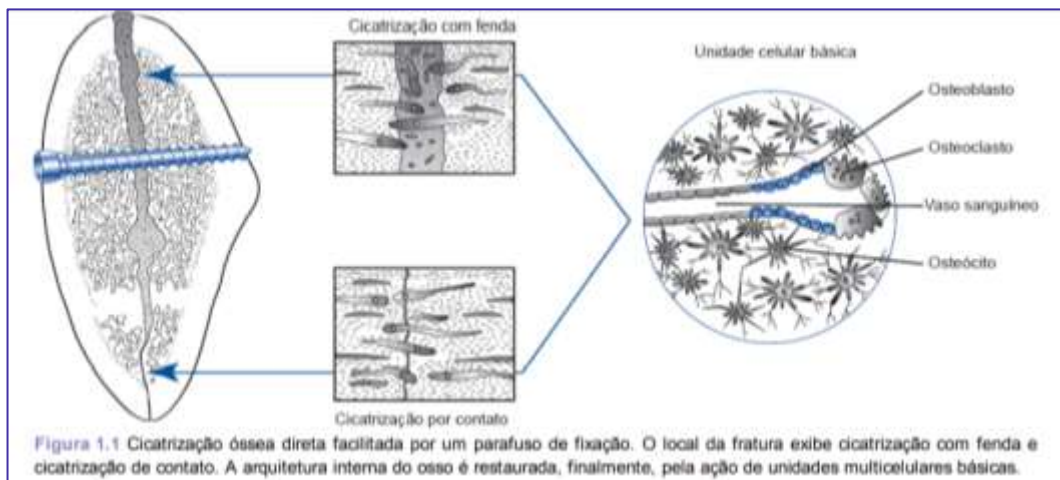 Cicatrização com fenda
Unidade celular básica
Osteoblasto
Osteoclasto
Vaso sanguíneo
Osteócito
Cicatrização por contato
Figura 1.1 Cicatrização óssea direta facilitada por um parafuso de fixação. O local da fratura exibe cicatrização com fenda e
cicatrização de contato. A arquitetura interna do osso é restaurada, finalmente, pela ação de unidades multicelulares básicas.